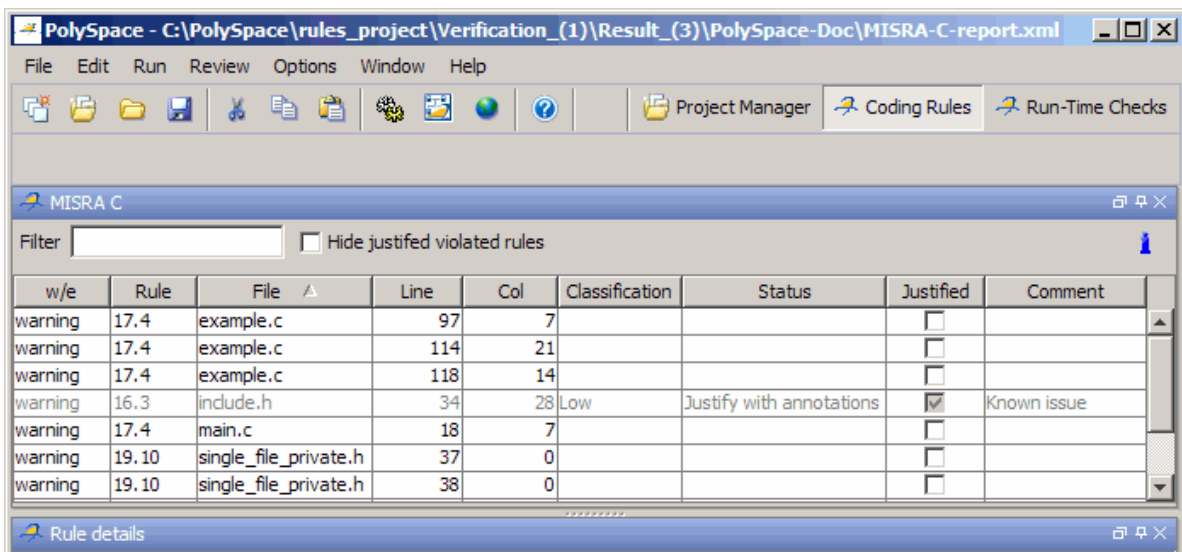 PolySpace - C:\PolySpace\rules_project\Verification_(1)\Result_(3)\PolySpace-Doc\MISRA-C-report.xml
File Edit Run Review Options Window Help
Project Manager Coding Rules Run-Time Checks
MISRA C
Filter Hide justifed violated rules
w/e Rule File Line Col Classification Status Justified Comment
warning 17.4 example.c 97 7
warning 17.4 example.c 114 21
warning 17.4 example.c 118 14
warning 16.3 include.h 34 28 Low Justify with annotations Known issue
warning 17.4 main.c 18 7
warning 19.10 single_file_private.h 37 0
warning 19.10 single_file_private.h 38 0
Rule details